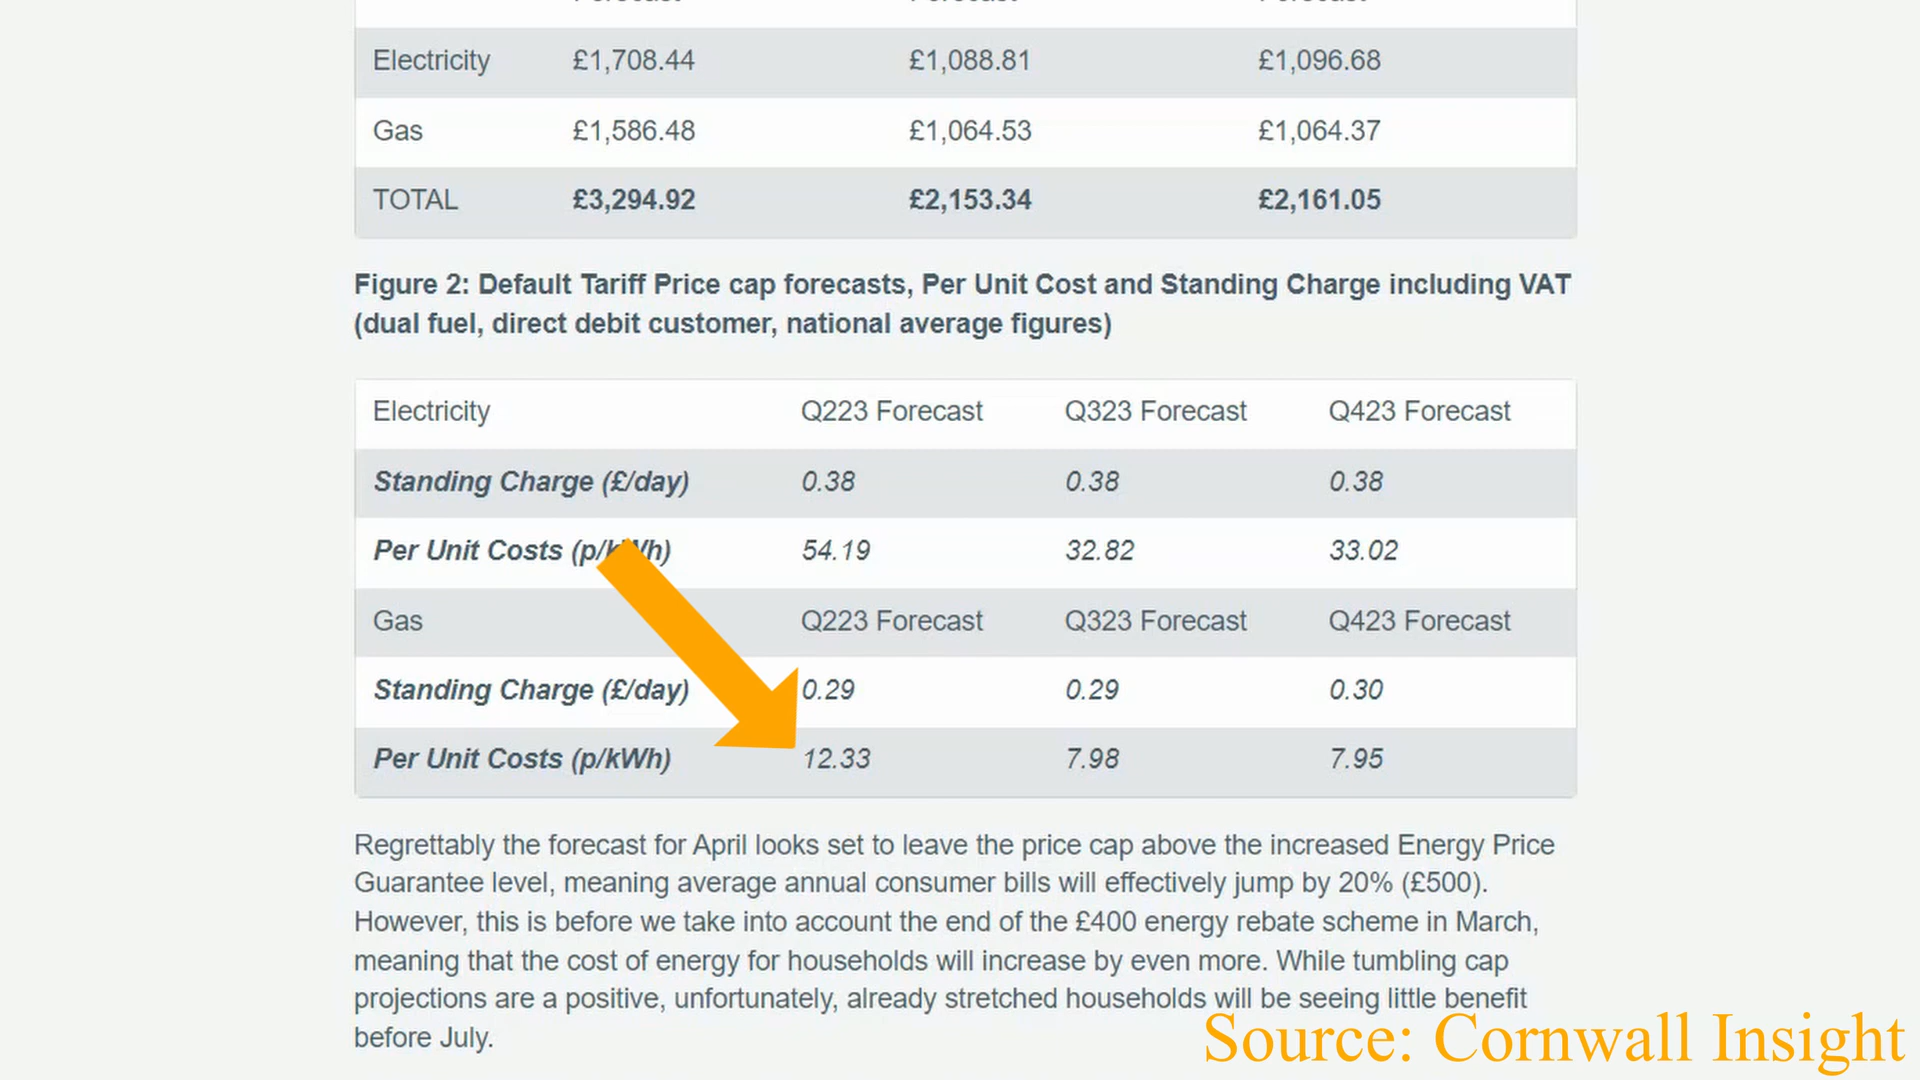 Electricity £1,708.44 £1,088.81 £1,096.68
Gas £1,586.48 £1,064.53 £1,064.37
TOTAL £3,294.92 £2,153.34 £2,161.05
Figure 2: Default Tariff Price cap forecasts, Per Unit Cost and Standing Charge including VAT
(dual fuel, direct debit customer, national average figures)
Electricity Q223 Forecast Q323 Forecast Q423 Forecast
Standing Charge (£/day) 0.38 0.38 0.38
Per Unit Costs (p/kWh) 54.19 32.82 33.02
Gas Q223 Forecast Q323 Forecast Q423 Forecast
Standing Charge (£/day) 0.29 0.29 0.30
Per Unit Costs (p/kWh) 12.33 7.98 7.95
Regrettably the forecast for April looks set to leave the price cap above the increased Energy Price
Guarantee level, meaning average annual consumer bills will effectively jump by 20% (£500).
However, this is before we take into account the end of the £400 energy rebate scheme in March,
meaning that the cost of energy for households will increase by even more. While tumbling cap
projections are a positive, unfortunately, already stretched households will be seeing little benefit
before July.
Source: Cornwall Insight